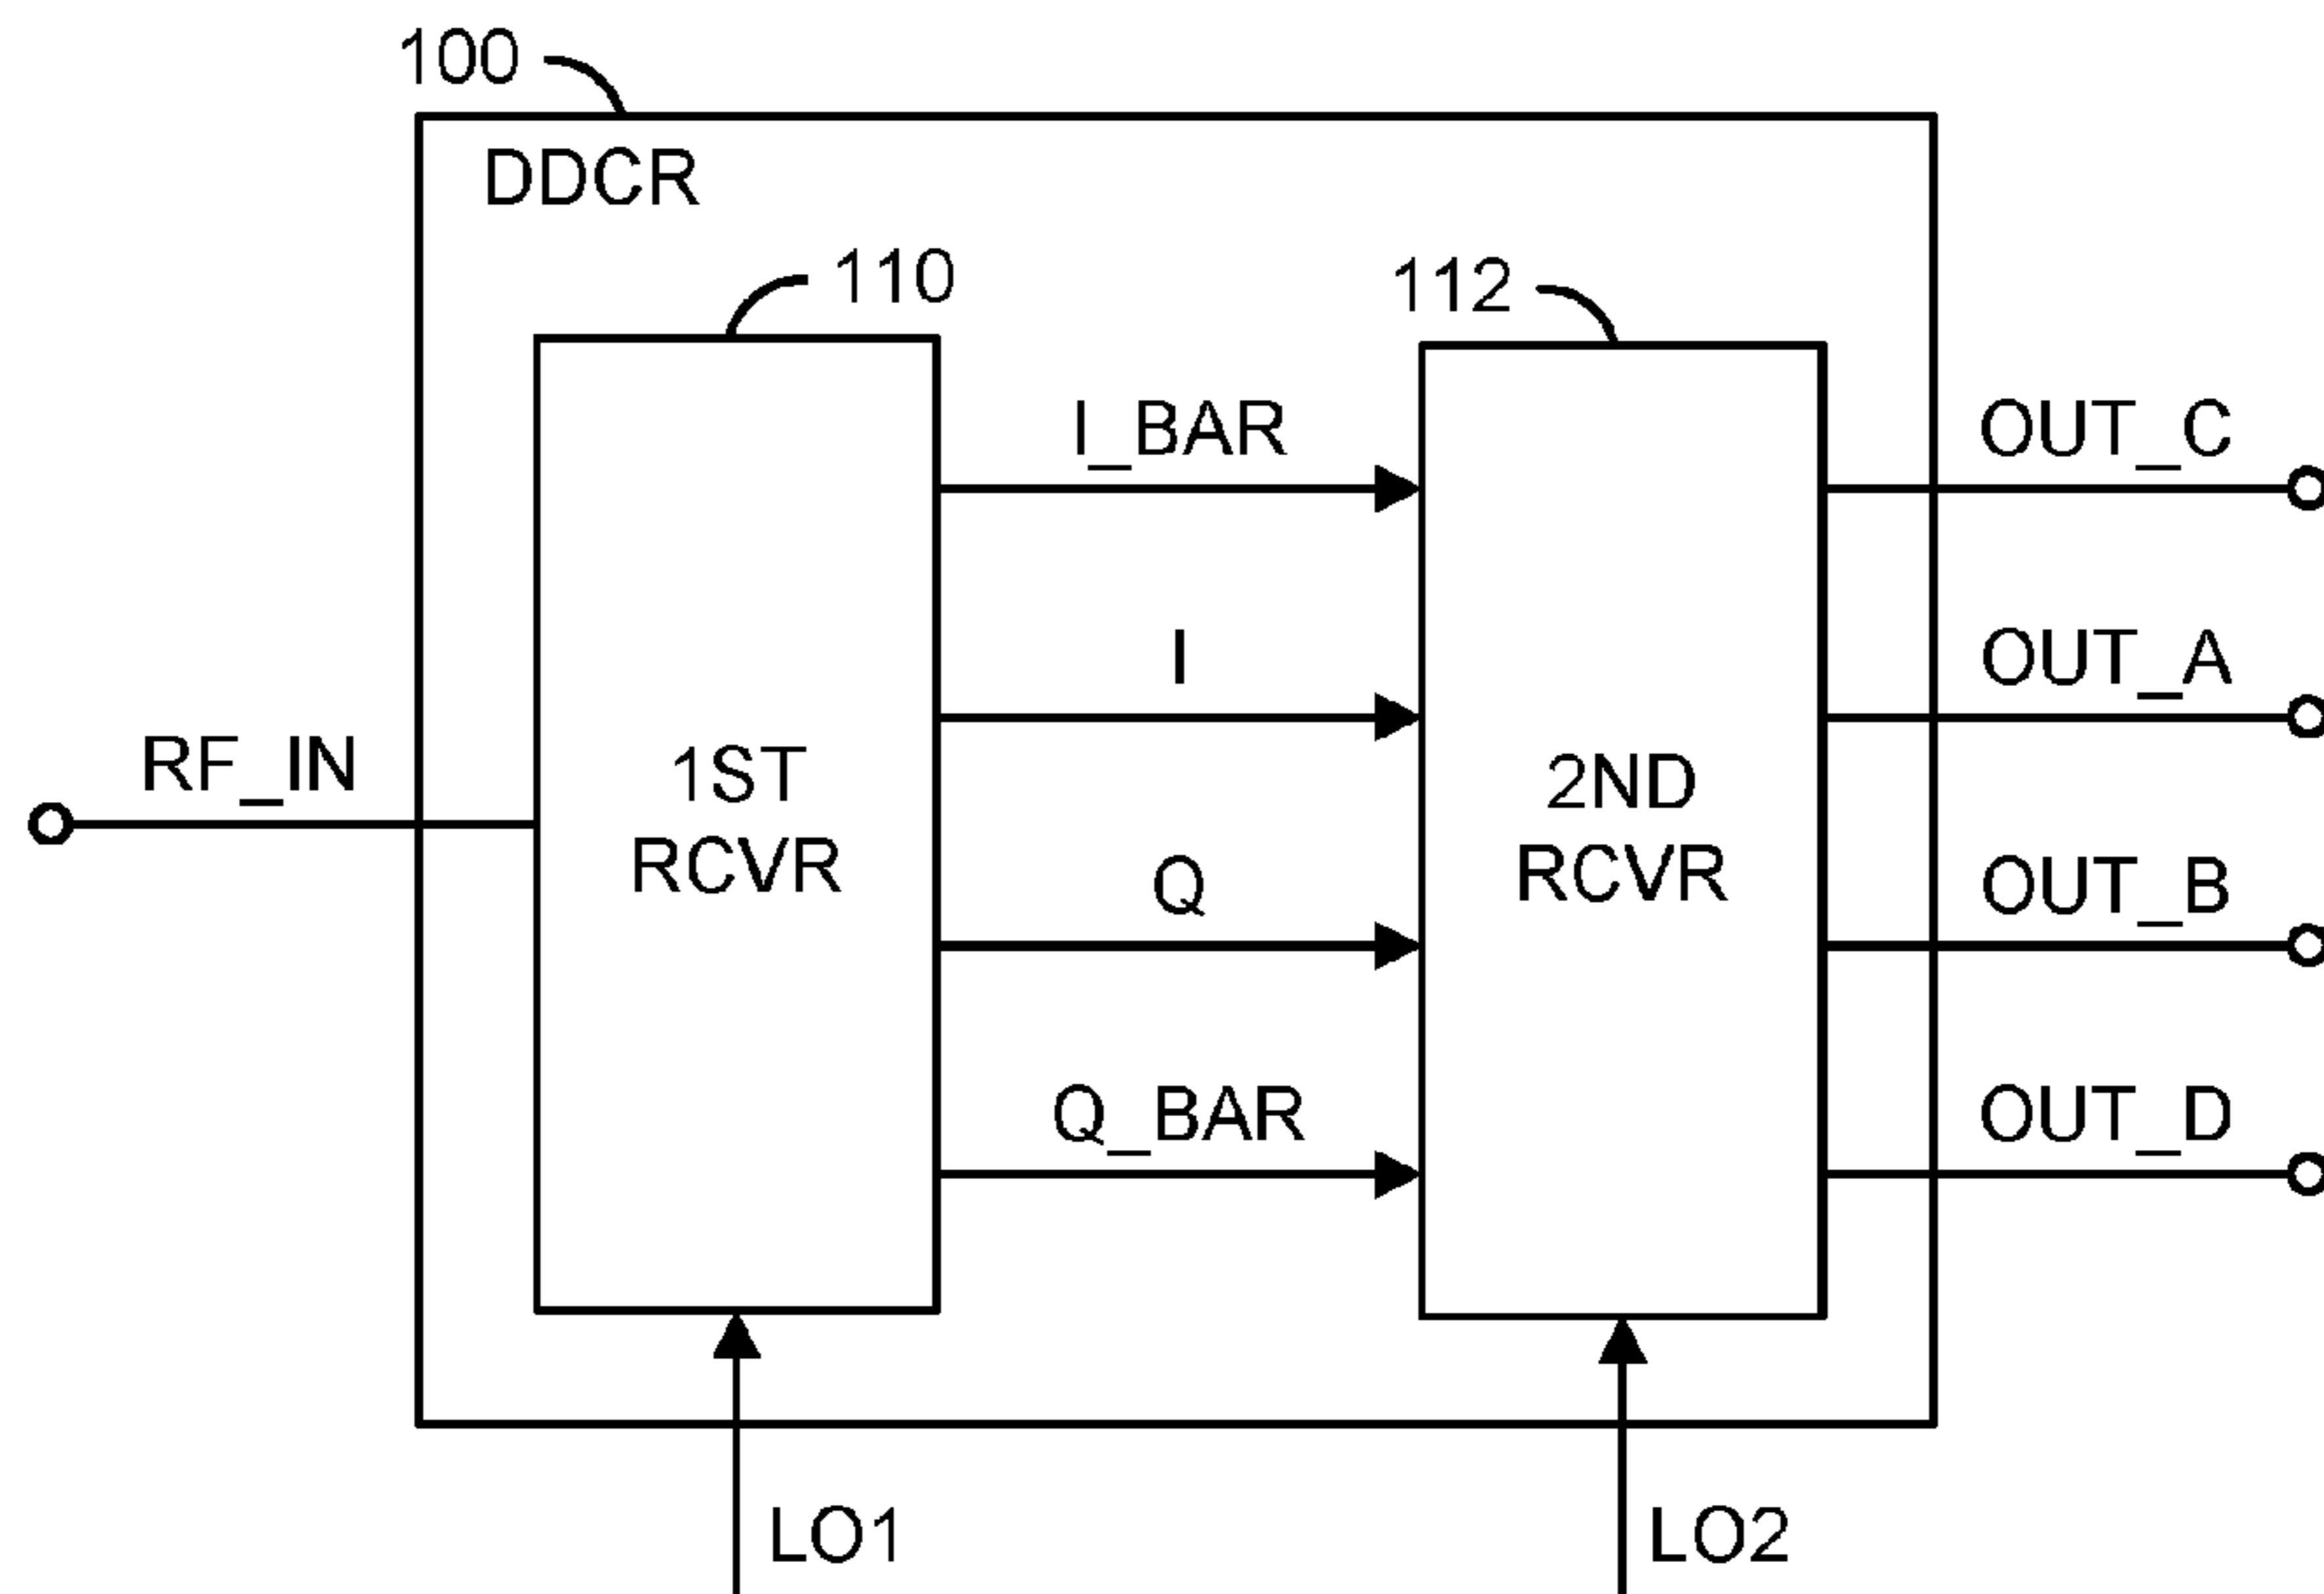 100
DDCR
110
112
I_BAR
OUT_C
I
OUT_A
RF_IN
1ST
RCVR
2ND
RCVR
Q
OUT_B
Q_BAR
OUT_D
LO1
LO2